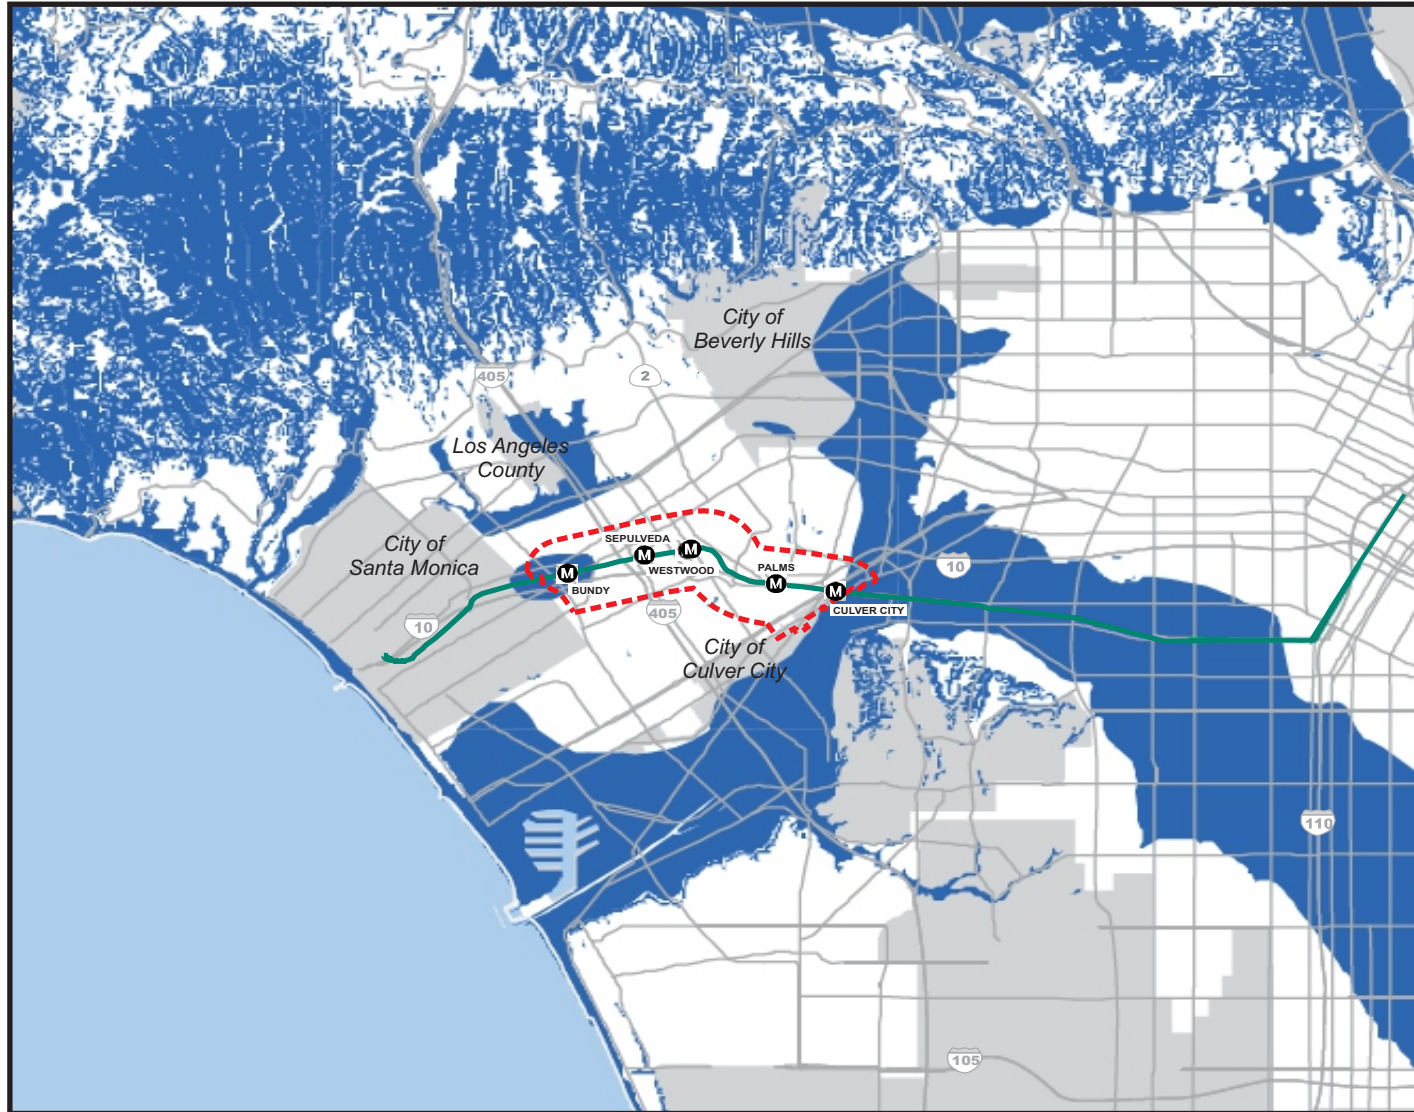 City of
Beverly Hills
405
2
Los Angeles
County
City of
Santa Monica
SEPULVEDA
M
M
WESTWOOD
M
BUNDY
PALMS
M
M
CULVER CITY
10
10
405
City of
Culver City
110
105